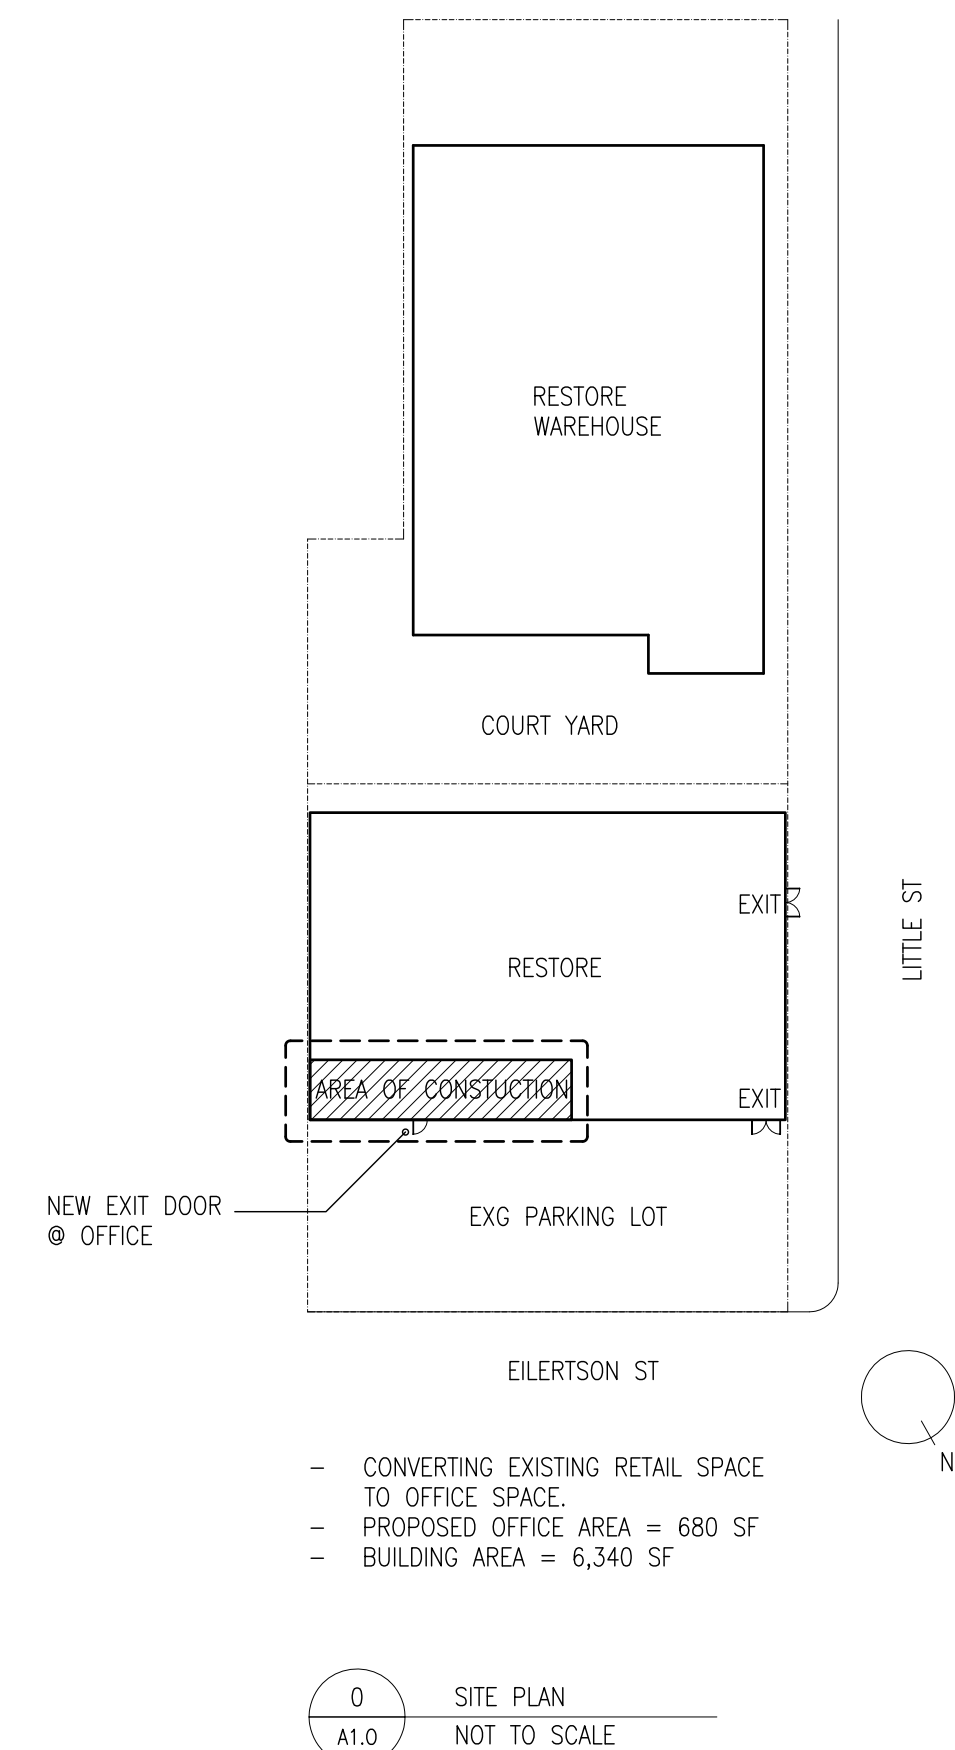 RESTORE
WAREHOUSE
COURT YARD
EXIT
LITTLE ST
RESTORE
AREA OF CONSTUCTION
EXIT
NEW EXIT DOOR
@ OFFICE
EXG PARKING LOT
EILERTSON ST
N
- CONVERTING EXISTING RETAIL SPACE
TO OFFICE SPACE.
- PROPOSED OFFICE AREA = 680 SF
- BUILDING AREA = 6,340 SF
0 SITE PLAN
A1.0 NOT TO SCALE